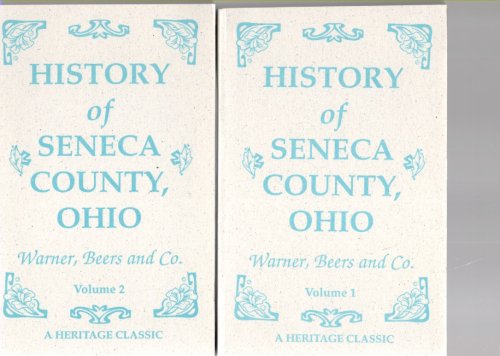 HISTORY
of
SENECA
COUNTY,
OHIO
Warner, Beers and Co.
Volume 2
A HERITAGE CLASSIC
HISTORY
of
SENECA
COUNTY,
OHIO
Warner, Beers and Co.
Volume 1
A HERITAGE CLASSIC